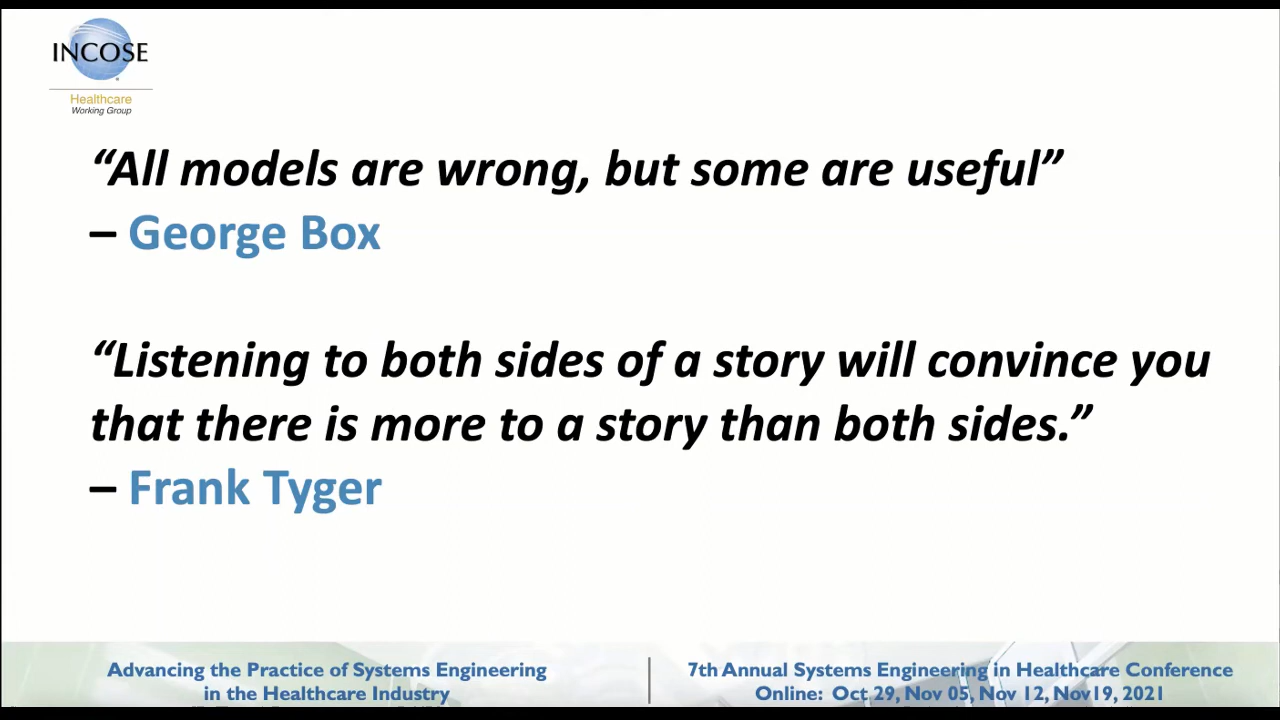 INCOSE
Healthcare
Working Group
“All models are wrong, but some are useful”
– George Box
“Listening to both sides of a story will convince you
that there is more to a story than both sides.”
– Frank Tyger
Advancing the Practice of Systems Engineering
in the Healthcare Industry
7th Annual Systems Engineering in Healthcare Conference
Online: Oct 29, Nov 05, Nov 12, Nov19, 2021